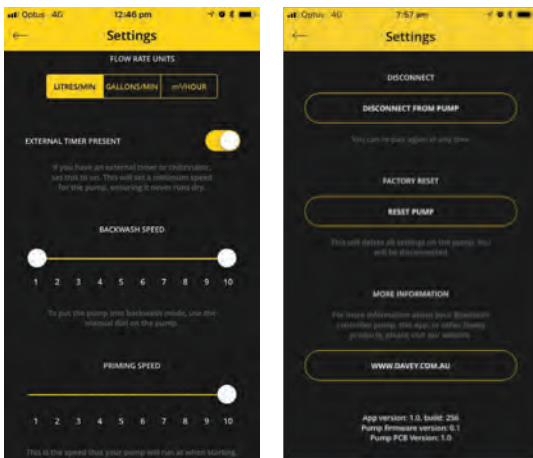 Optus 4G 12:46 pm
Settings
FLOW RATE UNITS
LITRES/MIN GALLONS/MIN m³/HOUR
EXTERNAL TIMER PRESENT
If you have an external timer or chlorinator,
set this to on. This will set a minimum speed
for the pump, ensuring it never runs dry.
BACKWASH SPEED
1 2 3 4 5 6 7 8 9 10
To put the pump into backwash mode, use the
manual dial on the pump.
PRIMING SPEED
1 2 3 4 5 6 7 8 9 10
This is the speed that your pump will run at when starting.
Optus 4G 7:57 am
Settings
DISCONNECT
DISCONNECT FROM PUMP
You can re-pair again at any time.
FACTORY RESET
RESET PUMP
This will delete all settings on the pump. You
will be disconnected.
MORE INFORMATION
For more information about your Bluetooth
controller pump, this app, or other Davey
products, please visit our website.
WWW.DAVEY.COM.AU
App version: 1.0, build: 256
Pump firmware version: 0.1
Pump PCB Version: 1.0